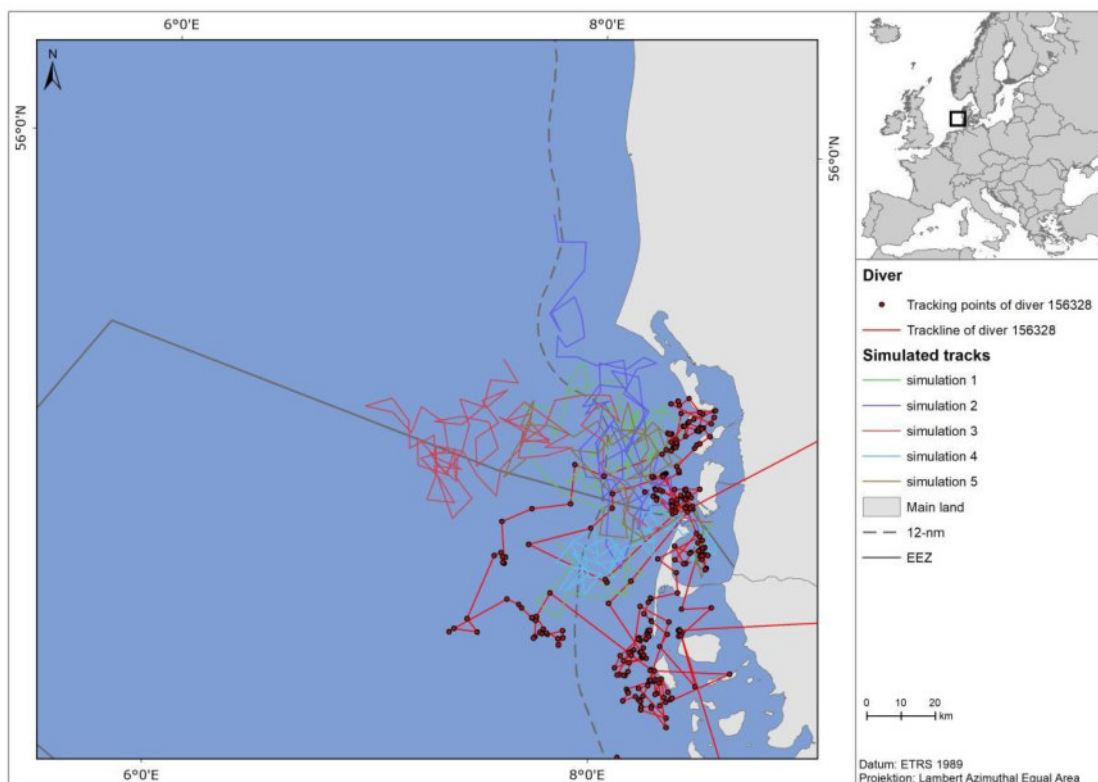 6°0'E
8°0'E
N
56°0'N
56°0'N
6°0'E
8°0'E
Diver
Tracking points of diver 156328
Trackline of diver 156328
Simulated tracks
simulation 1
simulation 2
simulation 3
simulation 4
simulation 5
Main land
12-nm
EEZ
0 10 20
km
Datum: ETRS 1989
Projektion: Lambert Azimuthal Equal Area